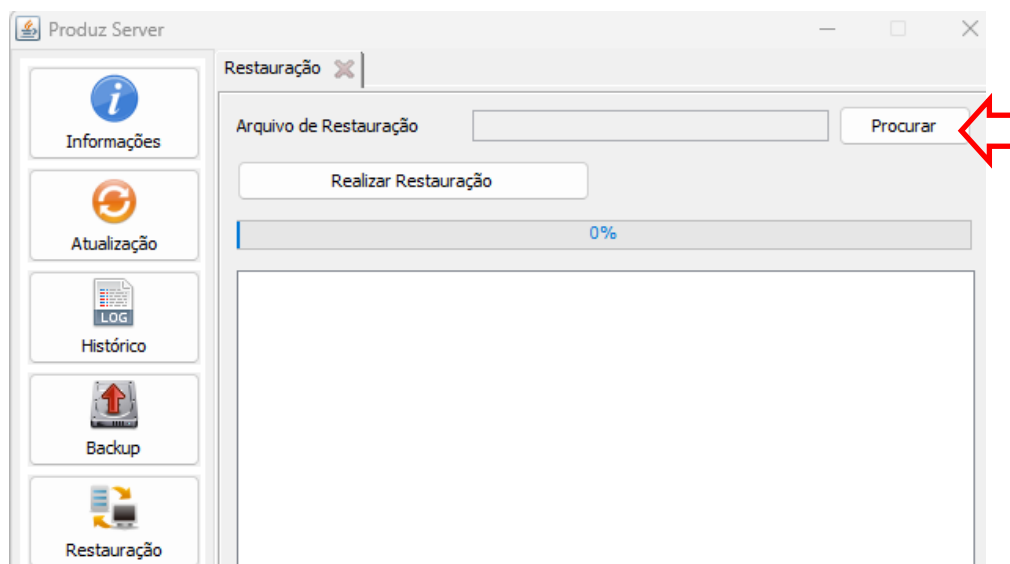 Produz Server
Informações
Atualização
LOG
Histórico
Backup
Restauração
Restauração
Arquivo de Restauração
Procurar
Realizar Restauração
0%